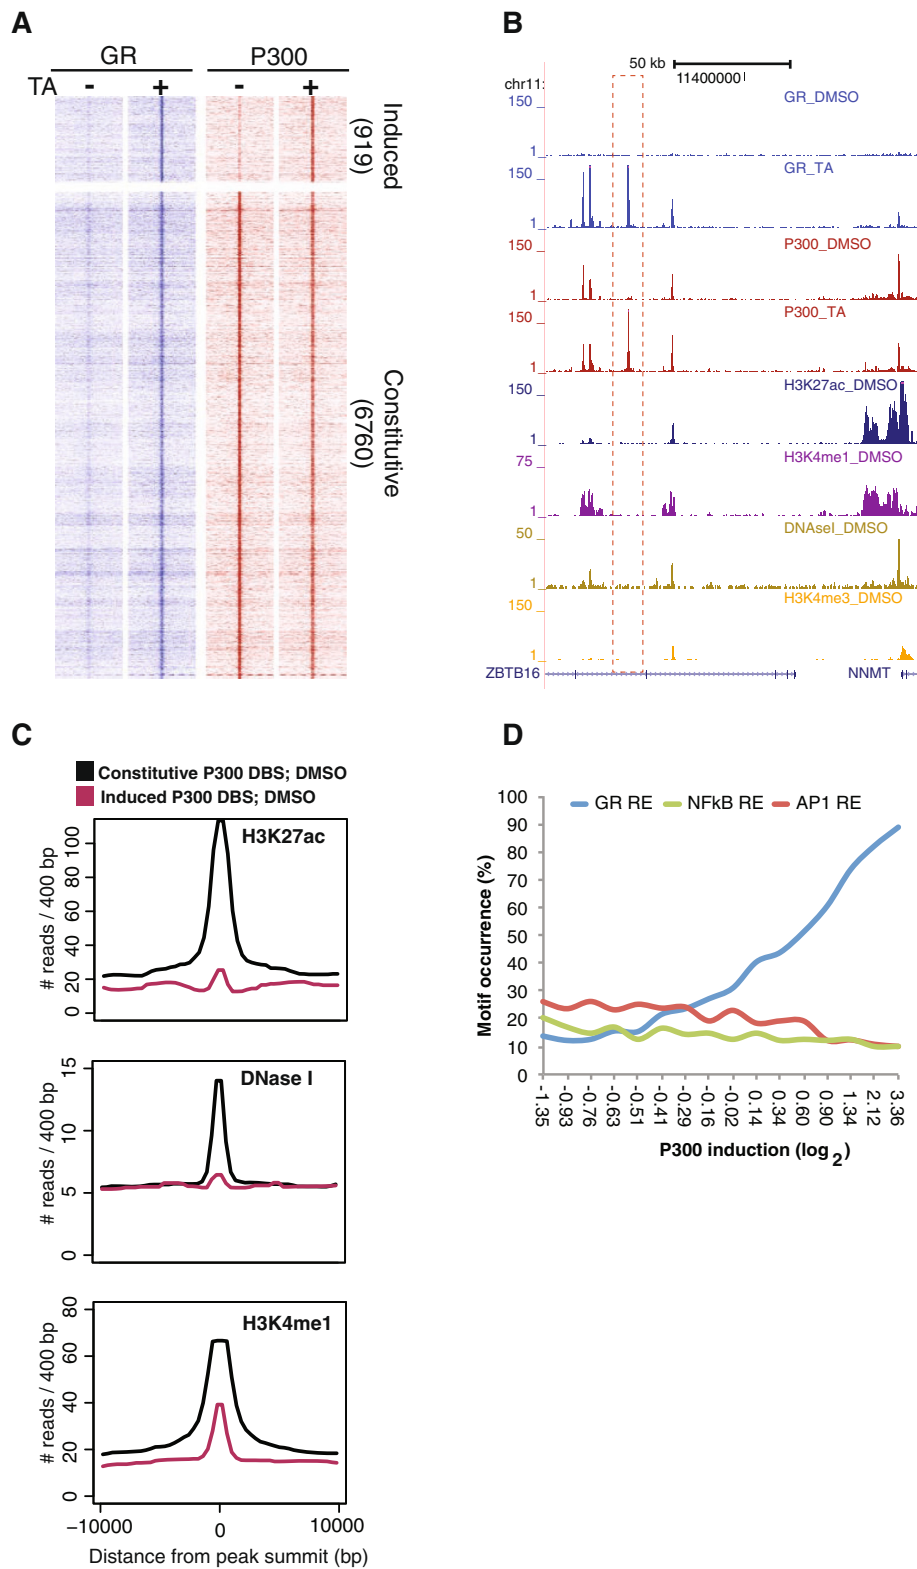 A
GR
P300
TA
-
+
-
+
Induced
(919)
Constitutive
(6760)
B
50 kb
11400000
chr11:
150
GR_DMSO
1
150
GR_TA
1
150
P300_DMSO
1
150
P300_TA
1
150
H3K27ac_DMSO
1
75
H3K4me1_DMSO
1
50
DNAseI_DMSO
1
150
H3K4me3_DMSO
1
ZBTB16
NNMT
C
Constitutive P300 DBS; DMSO
Induced P300 DBS; DMSO
H3K27ac
# reads / 400 bp
0 20 40 60 80 100
DNase I
# reads / 400 bp
0 5 10 15
H3K4me1
# reads / 400 bp
0 20 40 60 80
−10000 0 10000
Distance from peak summit (bp)
D
GR RE NFkB RE AP1 RE
Motif occurrence (%)
100
90
80
70
60
50
40
30
20
10
0
-1.35 -0.93 -0.76 -0.63 -0.51 -0.41 -0.29 -0.16 -0.02 0.14 0.34 0.60 0.90 1.34 2.12 3.36
P300 induction (log2)